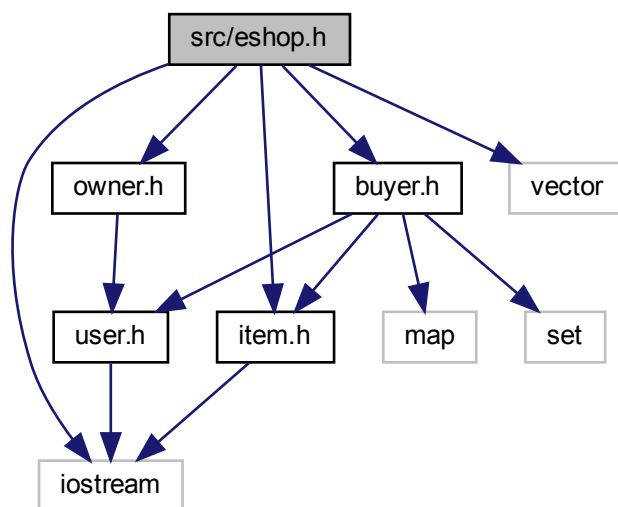 src/eshop.h
owner.h
buyer.h
vector
user.h
item.h
map
set
iostream